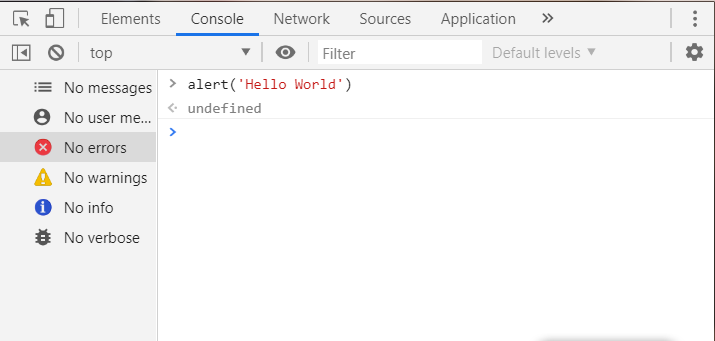 Elements Console Network Sources Application »
top Filter Default levels
No messages
No user me...
No errors
No warnings
No info
No verbose
> alert('Hello World')
undefined
>